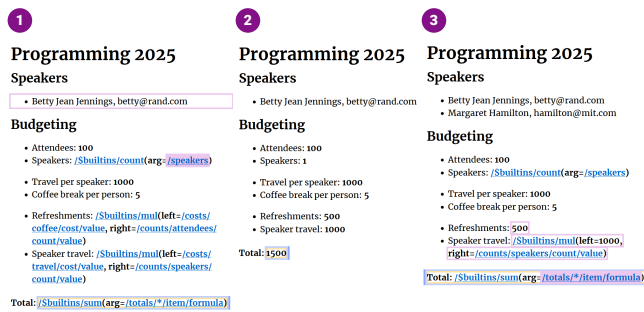 1
Programming 2025
Speakers
• Betty Jean Jennings, betty@rand.com
Budgeting
• Attendees: 100
• Speakers: /$builtins/count(arg=/speakers)
• Travel per speaker: 1000
• Coffee break per person: 5
• Refreshments: /$builtins/mul(left=/costs/
coffee/cost/value, right=/counts/attendees/
count/value)
• Speaker travel: /$builtins/mul(left=/costs/
travel/cost/value, right=/counts/speakers/
count/value)
Total: /$builtins/sum(arg=/totals/*/item/formula)
2
Programming 2025
Speakers
• Betty Jean Jennings, betty@rand.com
Budgeting
• Attendees: 100
• Speakers: 1
• Travel per speaker: 1000
• Coffee break per person: 5
• Refreshments: 500
• Speaker travel: 1000
Total: 1500
3
Programming 2025
Speakers
• Betty Jean Jennings, betty@rand.com
• Margaret Hamilton, hamilton@mit.com
Budgeting
• Attendees: 100
• Speakers: /$builtins/count(arg=/speakers)
• Travel per speaker: 1000
• Coffee break per person: 5
• Refreshments: 500
• Speaker travel: /$builtins/mul(left=1000,
right=/counts/speakers/count/value)
Total: /$builtins/sum(arg=/totals/*/item/formula)